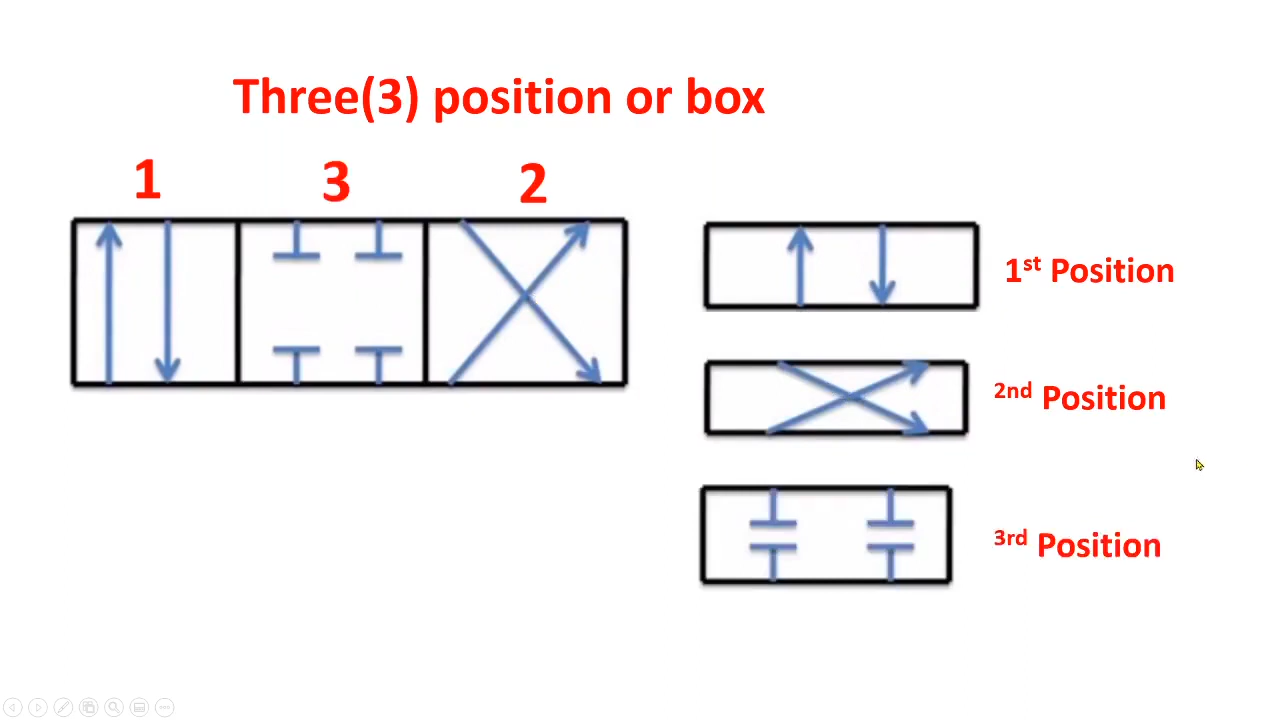 Three(3) position or box
1 3 2
1st Position
2nd Position
3rd Position